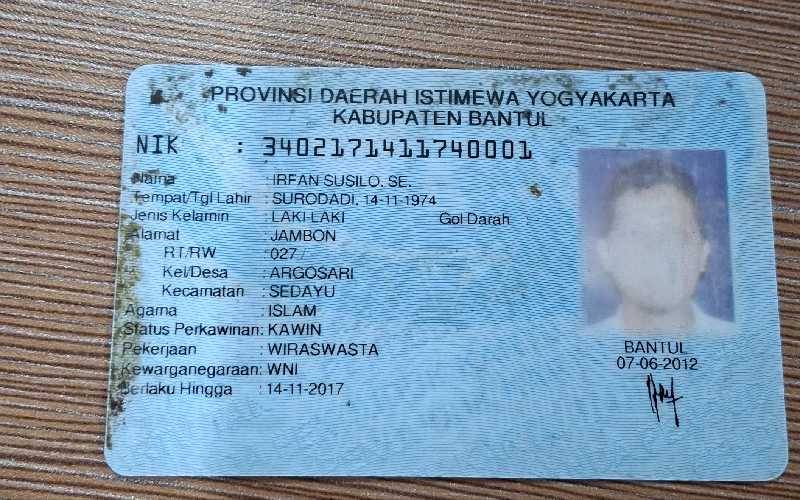 PROVINSI DAERAH ISTIMEWA YOGYAKARTA
KABUPATEN BANTUL
NIK : 3402171411740001
Nama : IRFAN SUSILO, SE.
Tempat/Tgl Lahir : SURODADI, 14-11-1974
Jenis Kelamin : LAKI-LAKI Gol Darah :
Alamat : JAMBON
RT/RW : 027/
Kel/Desa : ARGOSARI
Kecamatan : SEDAYU
Agama : ISLAM
Status Perkawinan: KAWIN
Pekerjaan : WIRASWASTA
Kewarganegaraan: WNI
Berlaku Hingga : 14-11-2017
BANTUL
07-06-2012